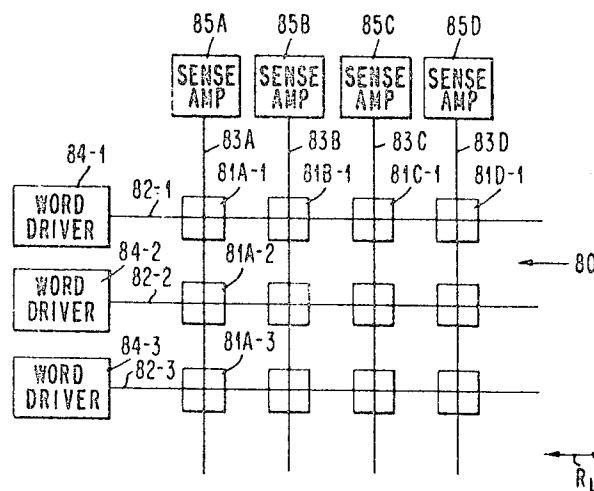 85A 85B 85C 85D
SENSE AMP SENSE AMP SENSE AMP SENSE AMP
83A 83B 83C 83D
84-1 81A-1 81B-1 81C-1 81D-1
WORD DRIVER 82-1
84-2 81A-2
WORD DRIVER 82-2 80
84-3 81A-3
WORD DRIVER 82-3